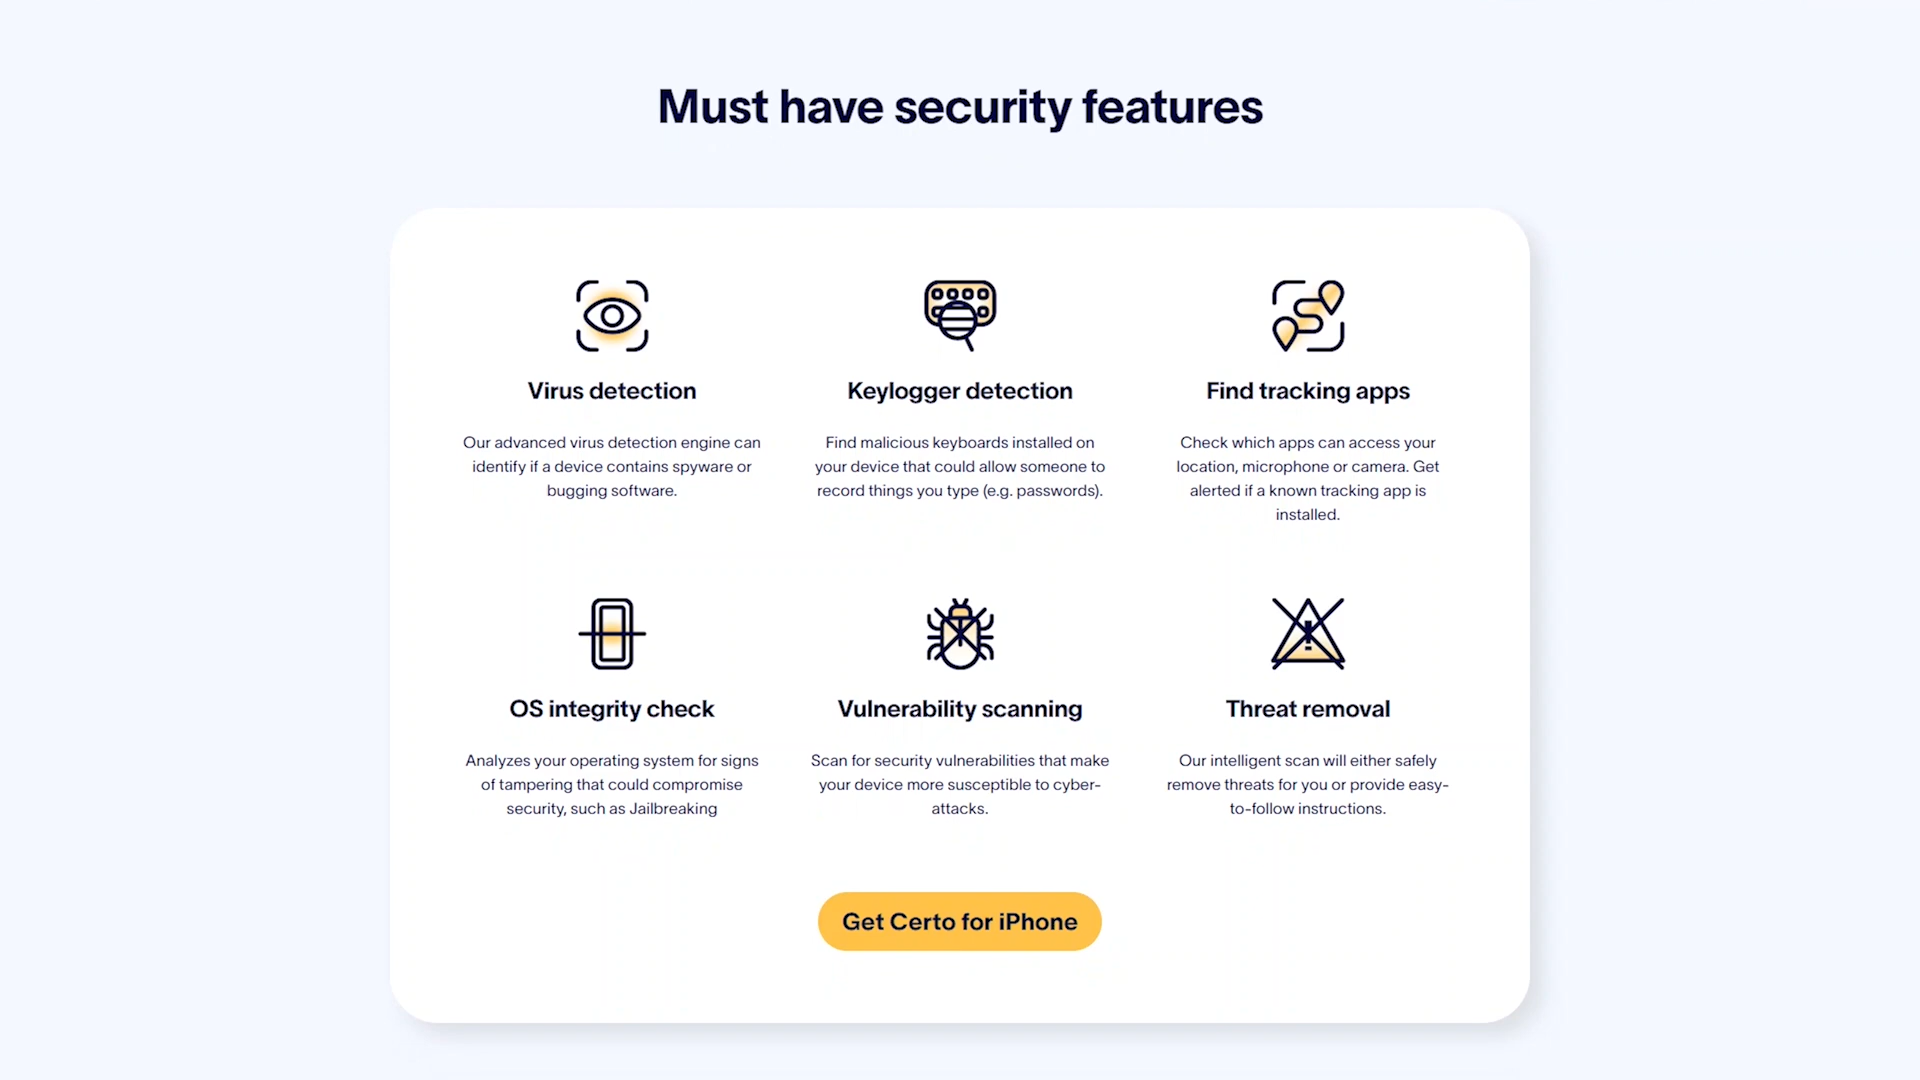 Must have security features
Virus detection
Our advanced virus detection engine can
identify if a device contains spyware or
bugging software.
Keylogger detection
Find malicious keyboards installed on
your device that could allow someone to
record things you type (e.g. passwords).
Find tracking apps
Check which apps can access your
location, microphone or camera. Get
alerted if a known tracking app is
installed.
OS integrity check
Analyzes your operating system for signs
of tampering that could compromise
security, such as Jailbreaking
Vulnerability scanning
Scan for security vulnerabilities that make
your device more susceptible to cyber-
attacks.
Threat removal
Our intelligent scan will either safely
remove threats for you or provide easy-
to-follow instructions.
Get Certo for iPhone